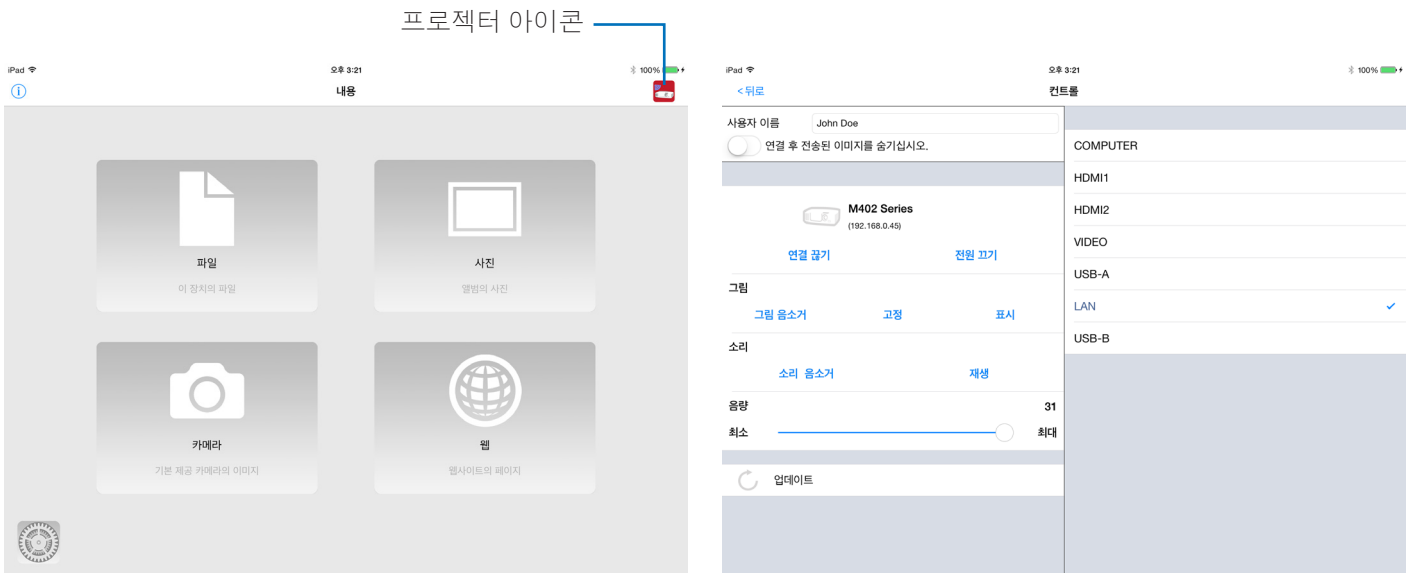 프로젝터 아이콘
iPad 오후 3:21 100%
내용
파일
이 장치의 파일
사진
앨범의 사진
카메라
기본 제공 카메라의 이미지
웹
웹사이트의 페이지
iPad 오후 3:21 100%
<뒤로 컨트롤
사용자 이름 John Doe
연결 후 전송된 이미지를 숨기십시오.
M402 Series
(192.168.0.45)
연결 끊기 전원 끄기
그림
그림 음소거 고정 표시
소리
소리 음소거 재생
음량 31
최소 최대
업데이트
COMPUTER
HDMI1
HDMI2
VIDEO
USB-A
LAN
USB-B